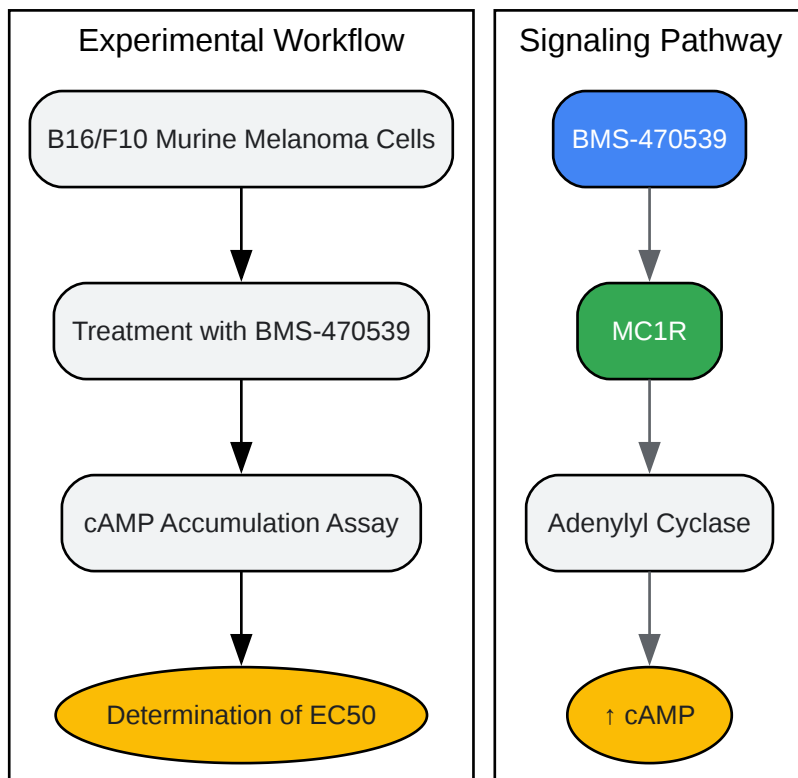 Experimental Workflow
B16/F10 Murine Melanoma Cells
Treatment with BMS-470539
cAMP Accumulation Assay
Determination of EC50
Signaling Pathway
BMS-470539
MC1R
Adenylyl Cyclase
↑ cAMP